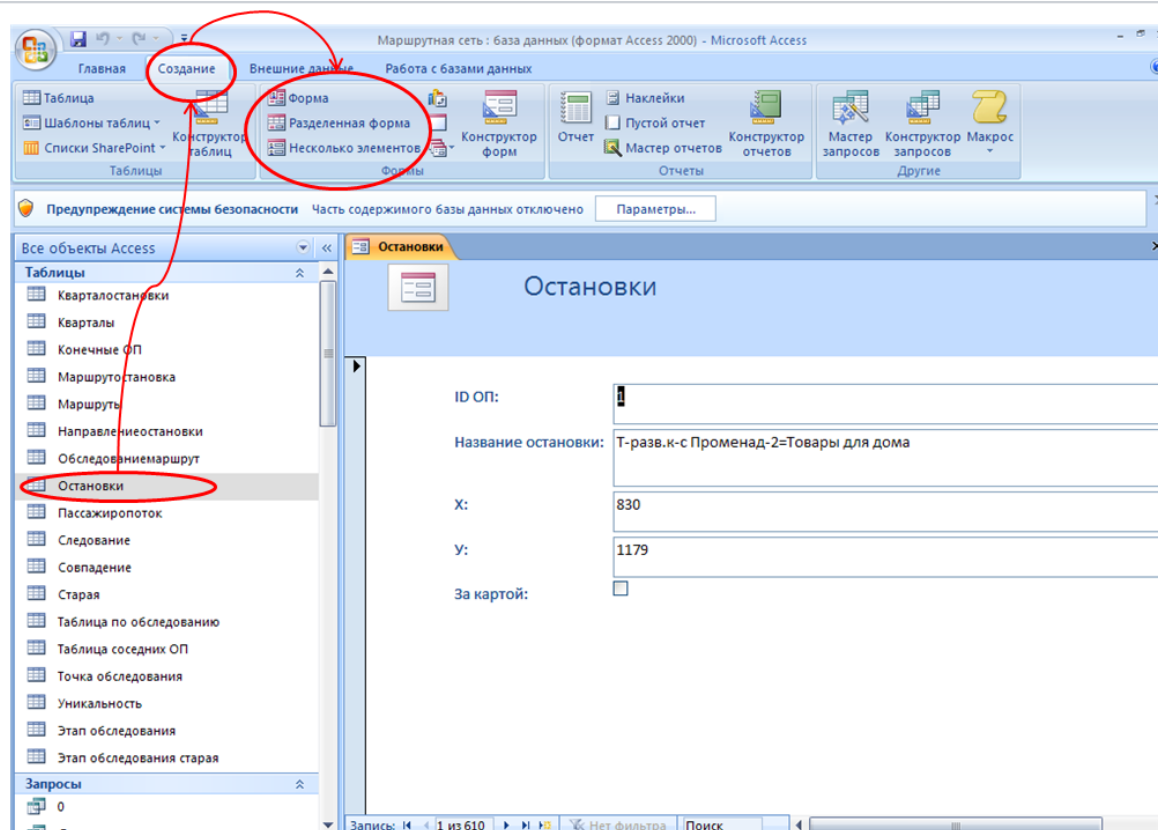 Маршрутная сеть : база данных (формат Access 2000) - Microsoft Access
Главная Создание Внешние данные Работа с базами данных
Таблица
Шаблоны таблиц
Списки SharePoint
Конструктор таблиц
Таблицы
Форма
Разделенная форма
Несколько элементов
Конструктор форм
Формы
Отчет
Наклейки
Пустой отчет
Мастер отчетов
Конструктор отчетов
Отчеты
Мастер запросов
Конструктор запросов
Макрос
Другие
Предупреждение системы безопасности Часть содержимого базы данных отключено Параметры...
Все объекты Access
Таблицы
Кварталостановки
Кварталы
Конечные ОП
Маршрутостановка
Маршруты
Направлениеостановки
Обследованиемаршрут
Остановки
Пассажиропоток
Следование
Совпадение
Старая
Таблица по обследованию
Таблица соседних ОП
Точка обследования
Уникальность
Этап обследования
Этап обследования старая
Запросы
0
Остановки
Остановки
ID ОП: 1
Название остановки: Т-разв.к-с Променад-2=Товары для дома
X: 830
У: 1179
За картой:
Запись: 1 из 610 Нет фильтра Поиск